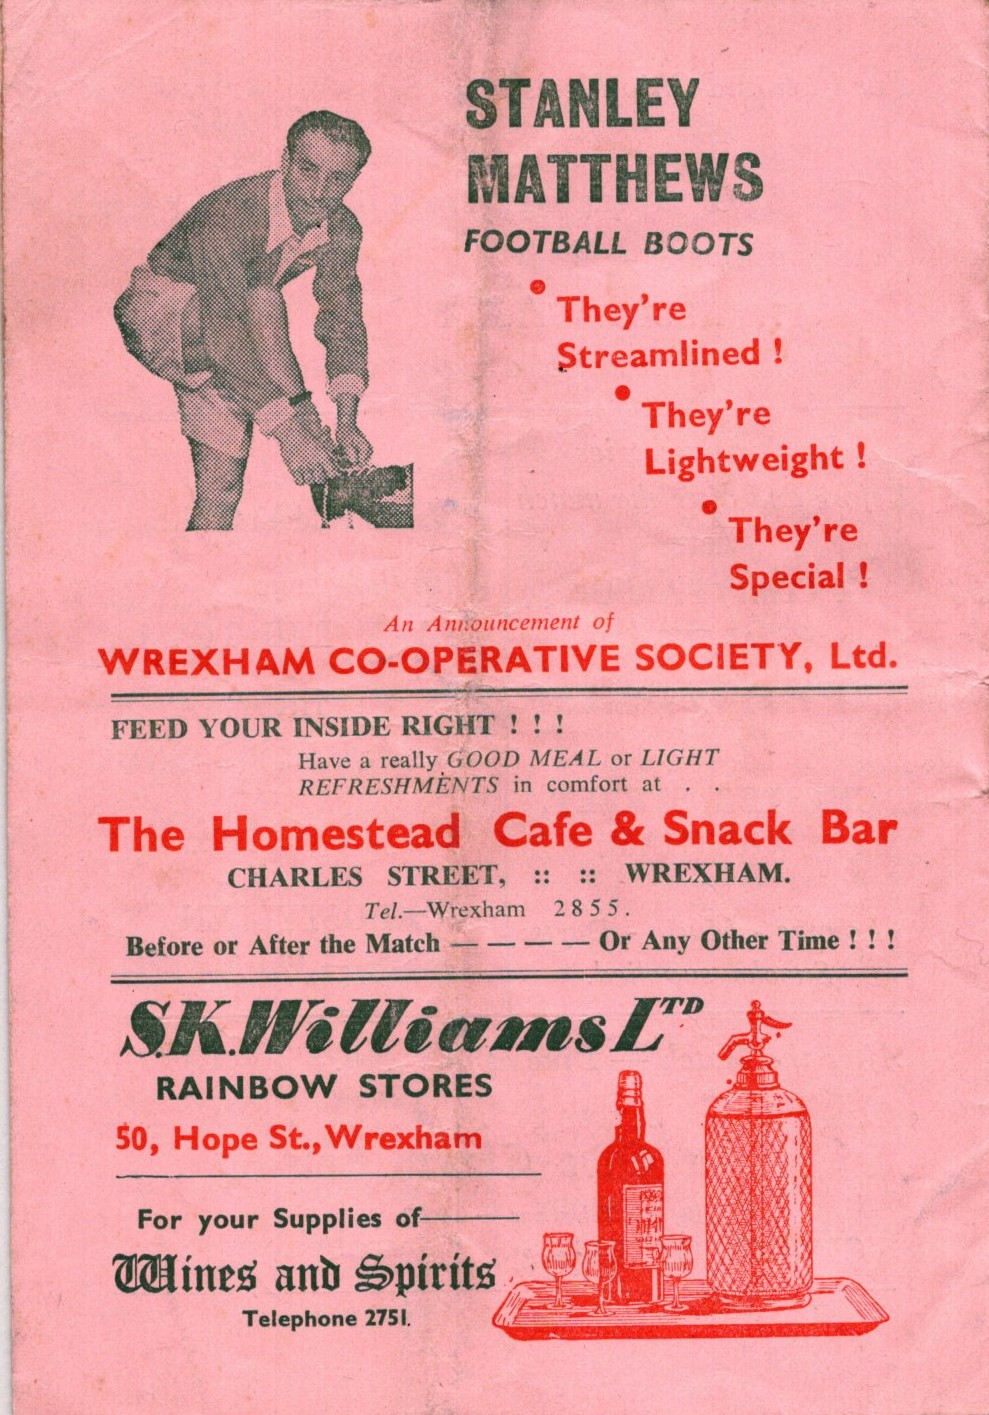 STANLEY
MATTHEWS
FOOTBALL BOOTS
• They're
Streamlined !
• They're
Lightweight !
• They're
Special !
An Announcement of
WREXHAM CO-OPERATIVE SOCIETY, Ltd.
FEED YOUR INSIDE RIGHT ! ! !
Have a really GOOD MEAL or LIGHT
REFRESHMENTS in comfort at . .
The Homestead Cafe & Snack Bar
CHARLES STREET, :: :: WREXHAM.
Tel.—Wrexham 2855.
Before or After the Match — — — — Or Any Other Time ! ! !
S.K. Williams LTD
RAINBOW STORES
50, Hope St., Wrexham
For your Supplies of—
Wines and Spirits
Telephone 2751.